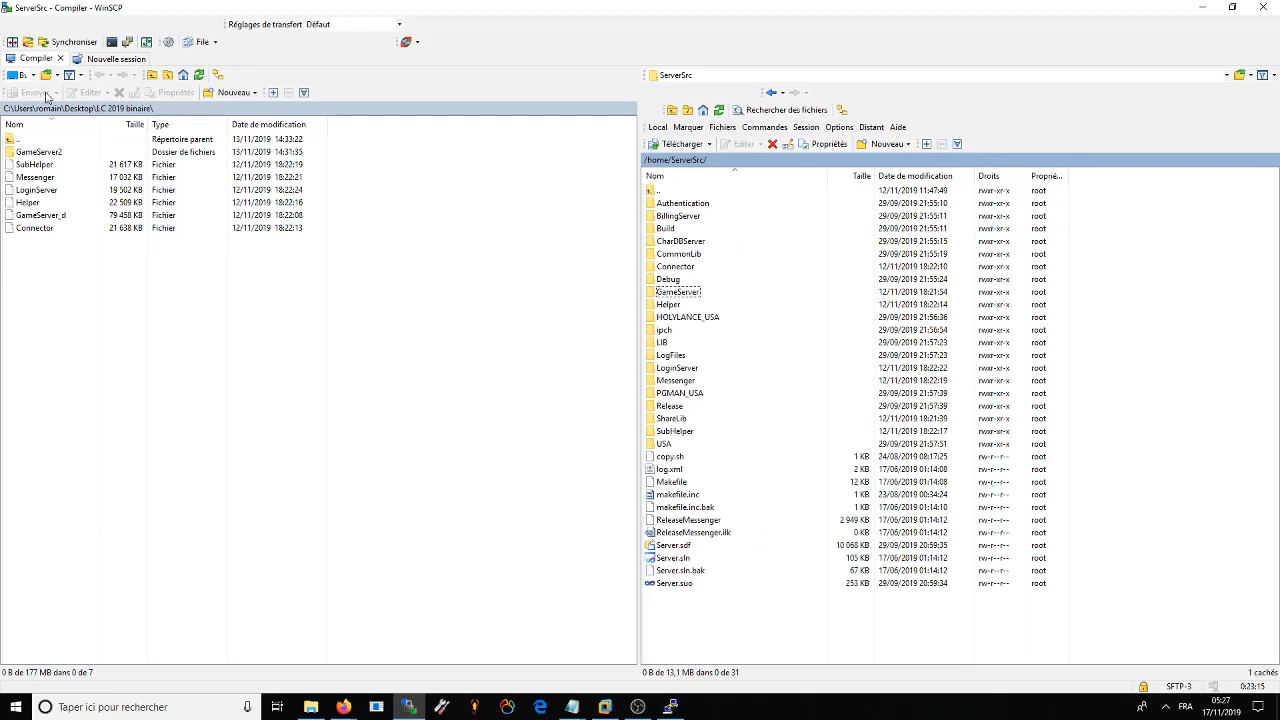 ServerSrc - Compiler - WinSCP
Réglages de transfert Défaut
Synchroniser
File
Compiler
Nouvelle session
ServerSrc
Envoyer Editer Propriétés Nouveau
C:\Users\romain\Desktop\LC 2019 binaire\
Nom Taille Type Date de modification
.. Répertoire parent 13/11/2019 14:33:22
GameServer2 Dossier de fichiers 12/11/2019 14:31:35
SubHelper 21 617 KB Fichier 12/11/2019 18:22:19
Messenger 17 032 KB Fichier 12/11/2019 18:22:21
LoginServer 19 502 KB Fichier 12/11/2019 18:22:24
Helper 22 509 KB Fichier 12/11/2019 18:22:16
GameServer_d 79 458 KB Fichier 12/11/2019 18:22:08
Connector 21 638 KB Fichier 12/11/2019 18:22:13
Rechercher des fichiers
Local Marquer Fichiers Commandes Session Options Distant Aide
Télécharger Editer Propriétés Nouveau
/home/ServerSrc/
Nom Taille Date de modification Droits Proprié...
.. 12/11/2019 11:47:49 rwxr-xr-x root
Authentication 29/09/2019 21:55:10 rwxr-xr-x root
BillingServer 29/09/2019 21:55:11 rwxr-xr-x root
Build 29/09/2019 21:55:11 rwxr-xr-x root
CharDBServer 29/09/2019 21:55:15 rwxr-xr-x root
CommonLib 29/09/2019 21:55:19 rwxr-xr-x root
Connector 12/11/2019 18:22:10 rwxr-xr-x root
Debug 29/09/2019 21:55:24 rwxr-xr-x root
GameServer 12/11/2019 18:21:54 rwxr-xr-x root
Helper 12/11/2019 18:22:14 rwxr-xr-x root
HOLYLANCE_USA 29/09/2019 21:56:36 rwxr-xr-x root
ipch 29/09/2019 21:56:54 rwxr-xr-x root
LIB 29/09/2019 21:57:23 rwxr-xr-x root
LogFiles 29/09/2019 21:57:23 rwxr-xr-x root
LoginServer 12/11/2019 18:22:22 rwxr-xr-x root
Messenger 12/11/2019 18:22:19 rwxr-xr-x root
PGMAN_USA 29/09/2019 21:57:39 rwxr-xr-x root
Release 29/09/2019 21:57:39 rwxr-xr-x root
ShareLib 12/11/2019 18:21:39 rwxr-xr-x root
SubHelper 12/11/2019 18:22:17 rwxr-xr-x root
USA 29/09/2019 21:57:51 rwxr-xr-x root
copy.sh 1 KB 24/08/2019 08:17:25 rw-r--r-- root
log.xml 2 KB 17/06/2019 01:14:08 rw-r--r-- root
Makefile 12 KB 17/06/2019 01:14:08 rw-r--r-- root
makefile.inc 1 KB 23/08/2019 00:34:24 rw-r--r-- root
makefile.inc.bak 1 KB 17/06/2019 01:14:10 rw-r--r-- root
ReleaseMessenger 2 949 KB 17/06/2019 01:14:12 rw-r--r-- root
ReleaseMessenger.ilk 0 KB 17/06/2019 01:14:12 rw-r--r-- root
Server.sdf 10 068 KB 29/09/2019 20:59:35 rw-r--r-- root
Server.sln 105 KB 17/06/2019 01:14:12 rw-r--r-- root
Server.sln.bak 67 KB 17/06/2019 01:14:12 rw-r--r-- root
Server.suo 253 KB 29/09/2019 20:59:34 rw-r--r-- root
0 B de 177 MB dans 0 de 7
0 B de 13,1 MB dans 0 de 31
1 cachés
SFTP-3 0:23:15
Taper ici pour rechercher
FRA
05:27
17/11/2019